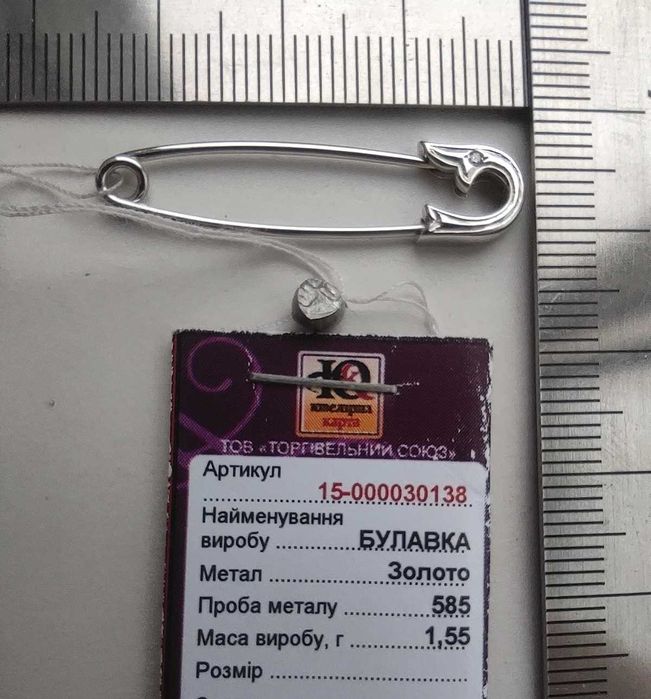 ювелірна
карта
ТОВ «ТОРГІВЕЛЬНИЙ СОЮЗ»
Артикул
15-000030138
Найменування
виробу ........ БУЛАВКА
Метал ........ Золото
Проба металу ........ 585
Маса виробу, г ........ 1,55
Розмір ........